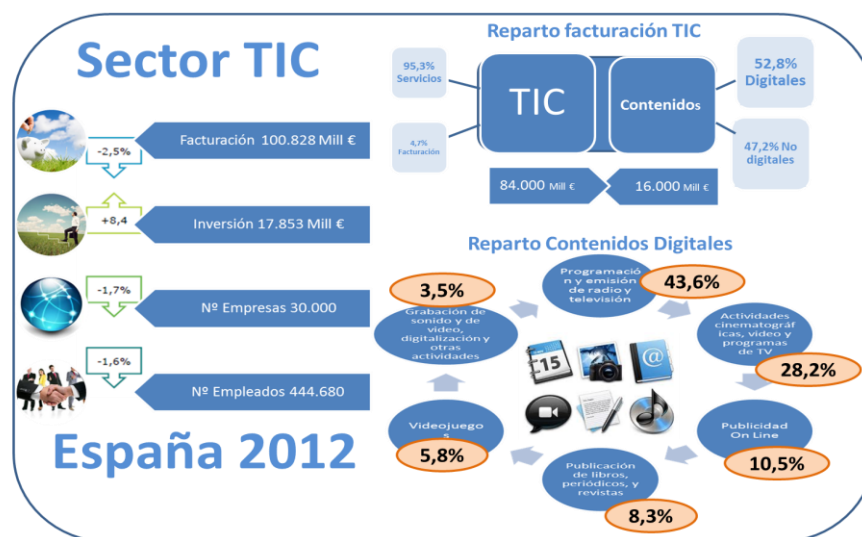 Sector TIC
-2,5%
Facturación 100.828 Mill €
+8,4
Inversión 17.853 Mill €
-1,7%
Nº Empresas 30.000
-1,6%
Nº Empleados 444.680
España 2012
Reparto facturación TIC
95,3%
Servicios
4,7%
Facturación
TIC
Contenidos
52,8%
Digitales
47,2% No
digitales
84.000 Mill €
16.000 Mill €
Reparto Contenidos Digitales
Programació
n y emisión
de radio y
televisión
43,6%
Actividades
cinematográf
icas, video y
programas
de TV
28,2%
Publicidad
On Line
10,5%
Publicación
de libros,
periódicos, y
revistas
8,3%
Videojuego
s
5,8%
3,5%
Grabación de
sonido y de
vídeo,
digitalización y
otras
actividades
15
@